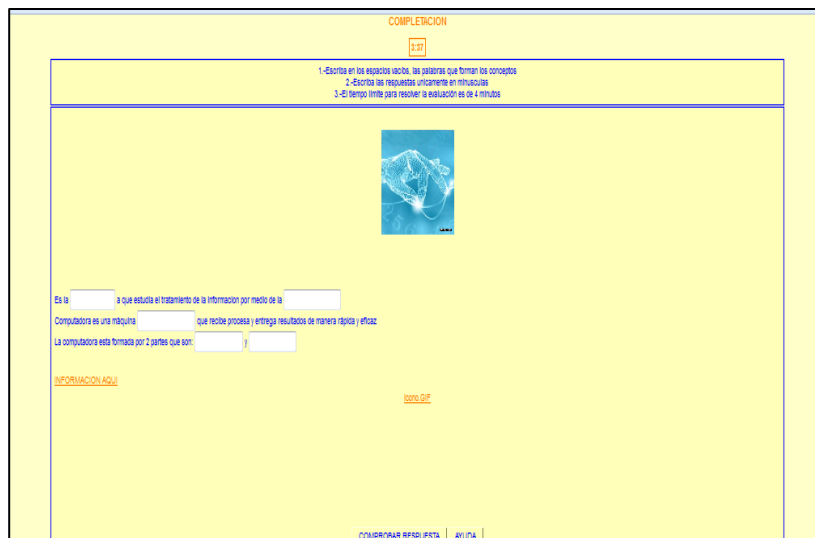 COMPLETACION
3:37
1.-Escriba en los espacios vacíos, las palabras que forman los conceptos
2.-Escriba las respuestas unicamente en minusculas
3.-El tiempo límite para resolver la evaluación es de 4 minutos
Es la a que estudia el tratamiento de la informacion por medio de la
Computadora es una máquina que recibe procesa y entrega resultados de manera rápida y eficaz
La computadora esta formada por 2 partes que son: y
INFORMACION AQUI
Icono.GIF
COMPROBAR RESPUESTA AYUDA